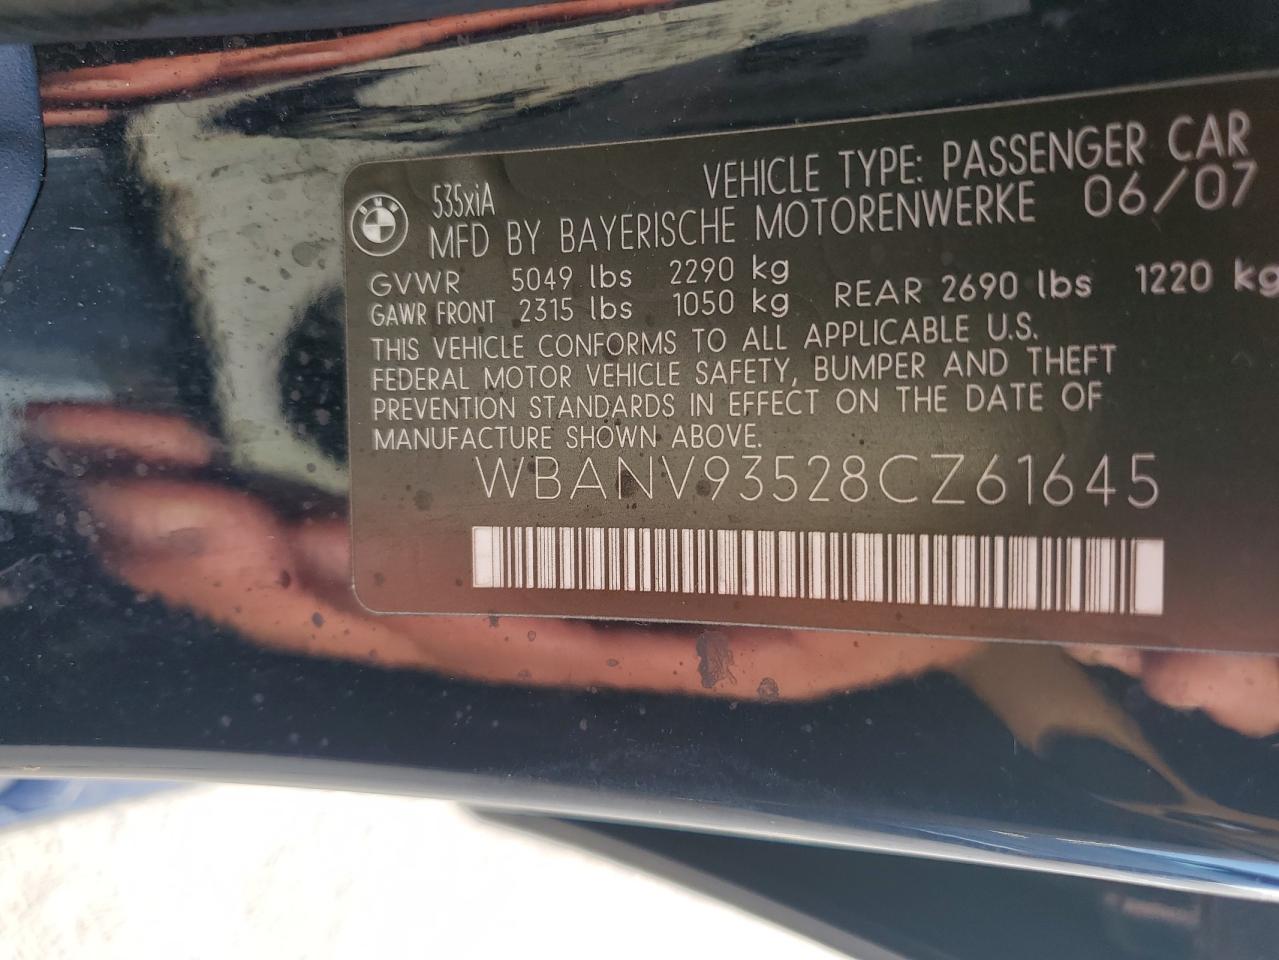 VEHICLE TYPE: PASSENGER CAR
BMW 535xiA
MFD BY BAYERISCHE MOTORENWERKE 06/07
GVWR 5049 lbs 2290 kg
GAWR FRONT 2315 lbs 1050 kg REAR 2690 lbs 1220 kg
THIS VEHICLE CONFORMS TO ALL APPLICABLE U.S.
FEDERAL MOTOR VEHICLE SAFETY, BUMPER AND THEFT
PREVENTION STANDARDS IN EFFECT ON THE DATE OF
MANUFACTURE SHOWN ABOVE.
WBANV93528CZ61645